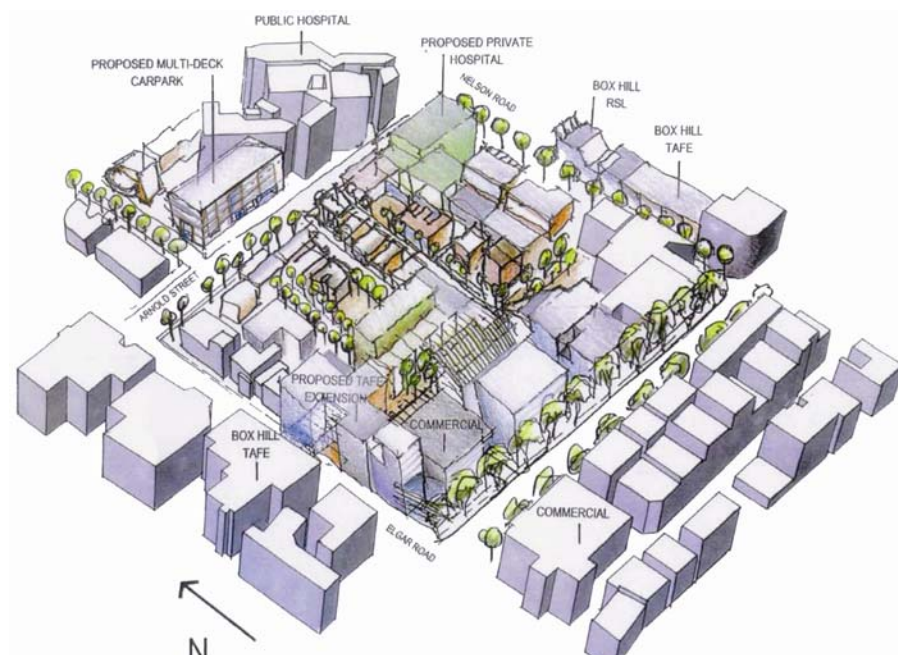 PUBLIC HOSPITAL
PROPOSED MULTI-DECK
CARPARK
PROPOSED PRIVATE
HOSPITAL
NELSON ROAD
BOX HILL
RSL
BOX HILL
TAFE
ARNOLD STREET
PROPOSED TAFE
EXTENSION
COMMERCIAL
BOX HILL
TAFE
COMMERCIAL
ELGAR ROAD
N